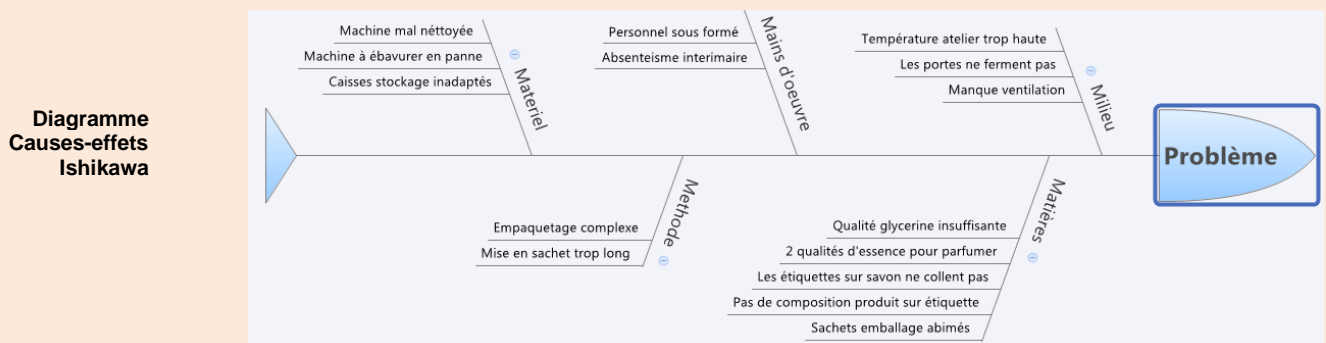 Diagramme
Causes-effets
Ishikawa
Machine mal néttoyée
Machine à ébavurer en panne
Caisses stockage inadaptés
Materiel
Personnel sous formé
Absenteisme interimaire
Mains d'oeuvre
Température atelier trop haute
Les portes ne ferment pas
Manque ventilation
Milieu
Problème
Empaquetage complexe
Mise en sachet trop long
Methode
Qualité glycerine insuffisante
2 qualités d'essence pour parfumer
Les étiquettes sur savon ne collent pas
Pas de composition produit sur étiquette
Sachets emballage abimés
Matières